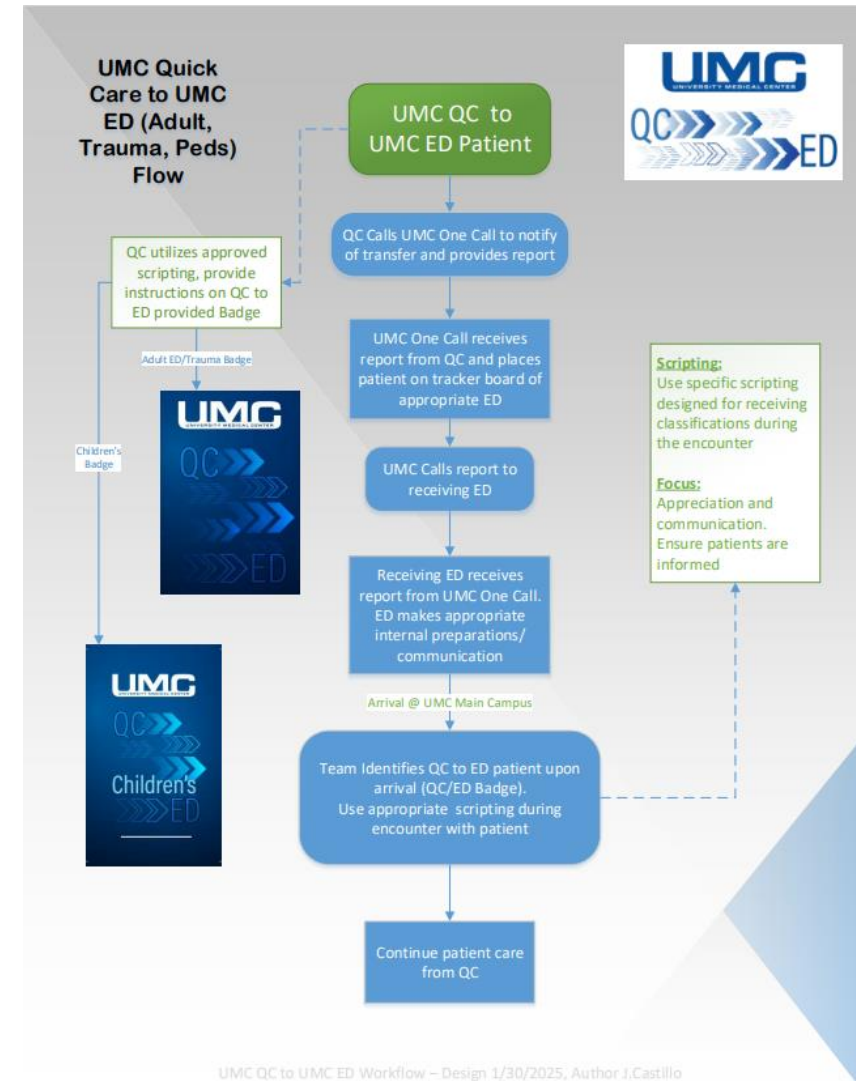 UMC Quick
Care to UMC
ED (Adult,
Trauma, Peds)
Flow
UMC QC to
UMC ED Patient
UMC
UNIVERSITY MEDICAL CENTER
QC
ED
QC Calls UMC One Call to notify
of transfer and provides report
QC utilizes approved
scripting, provide
instructions on QC to
ED provided Badge
UMC One Call receives
report from QC and places
patient on tracker board of
appropriate ED
Adult ED/Trauma Badge
Scripting:
Use specific scripting
designed for receiving
classifications during
the encounter
Focus:
Appreciation and
communication.
Ensure patients are
informed
UMC
UNIVERSITY MEDICAL CENTER
QC
ED
Children's
Badge
UMC Calls report to
receiving ED
Receiving ED receives
report from UMC One Call.
ED makes appropriate
internal preparations/
communication
UMC
UNIVERSITY MEDICAL CENTER
QC
Children's
ED
Arrival @ UMC Main Campus
Team Identifies QC to ED patient upon
arrival (QC/ED Badge).
Use appropriate scripting during
encounter with patient
Continue patient care
from QC
UMC QC to UMC ED Workflow – Design 1/30/2025, Author J.Castillo